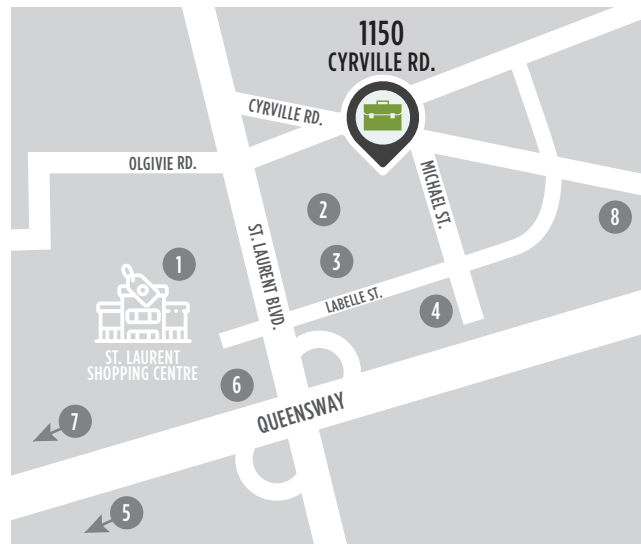 1150
CYRVILLE RD.
CYRVILLE RD.
OLGIVIE RD.
MICHAEL ST.
2
8
ST. LAURENT BLVD.
1
3
LABELLE ST.
4
ST. LAURENT
SHOPPING CENTRE
6
QUEENSWAY
7
5